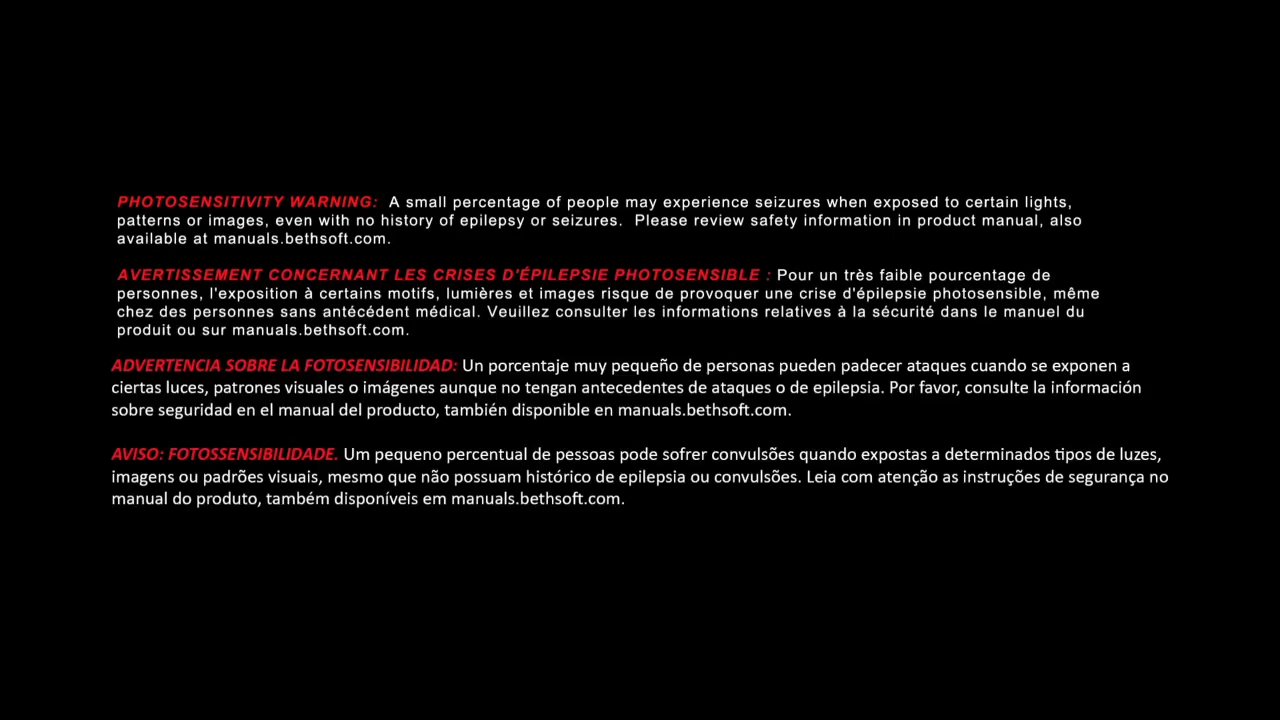 PHOTOSENSITIVITY WARNING: A small percentage of people may experience seizures when exposed to certain lights,
patterns or images, even with no history of epilepsy or seizures. Please review safety information in product manual, also
available at manuals.bethsoft.com.
AVERTISSEMENT CONCERNANT LES CRISES D'ÉPILEPSIE PHOTOSENSIBLE : Pour un très faible pourcentage de
personnes, l'exposition à certains motifs, lumières et images risque de provoquer une crise d'épilepsie photosensible, même
chez des personnes sans antécédent médical. Veuillez consulter les informations relatives à la sécurité dans le manuel du
produit ou sur manuals.bethsoft.com.
ADVERTENCIA SOBRE LA FOTOSENSIBILIDAD: Un porcentaje muy pequeño de personas pueden padecer ataques cuando se exponen a
ciertas luces, patrones visuales o imágenes aunque no tengan antecedentes de ataques o de epilepsia. Por favor, consulte la información
sobre seguridad en el manual del producto, también disponible en manuals.bethsoft.com.
AVISO: FOTOSSENSIBILIDADE. Um pequeno percentual de pessoas pode sofrer convulsões quando expostas a determinados tipos de luzes,
imagens ou padrões visuais, mesmo que não possuam histórico de epilepsia ou convulsões. Leia com atenção as instruções de segurança no
manual do produto, também disponíveis em manuals.bethsoft.com.